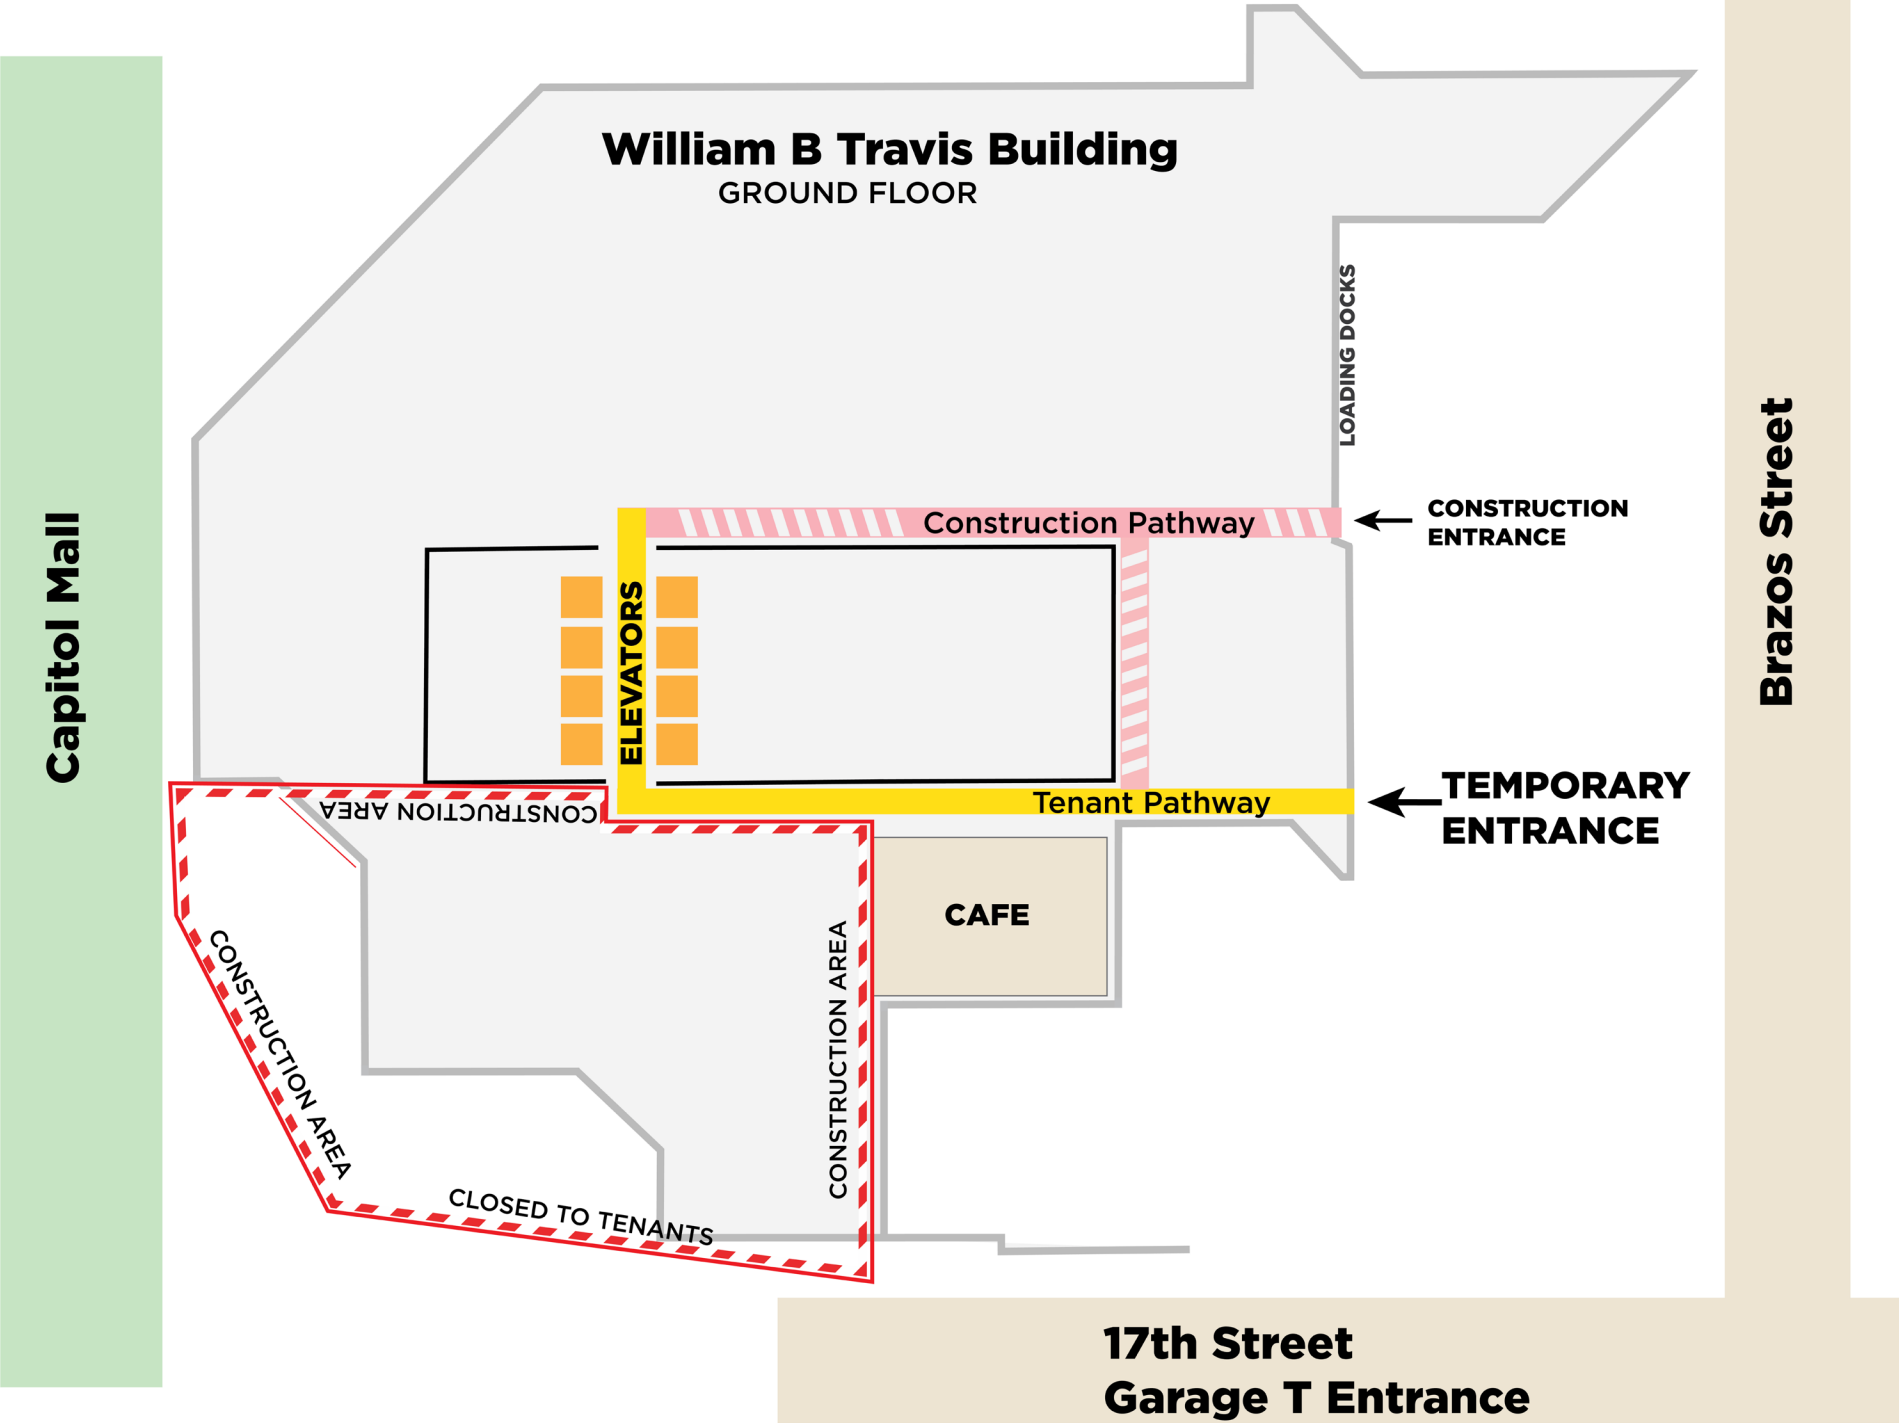 William B Travis Building
GROUND FLOOR
LOADING DOCKS
Capitol Mall
Brazos Street
Construction Pathway
CONSTRUCTION
ENTRANCE
ELEVATORS
Tenant Pathway
TEMPORARY
ENTRANCE
CONSTRUCTION AREA
CAFE
CONSTRUCTION AREA
CONSTRUCTION AREA
CLOSED TO TENANTS
17th Street
Garage T Entrance